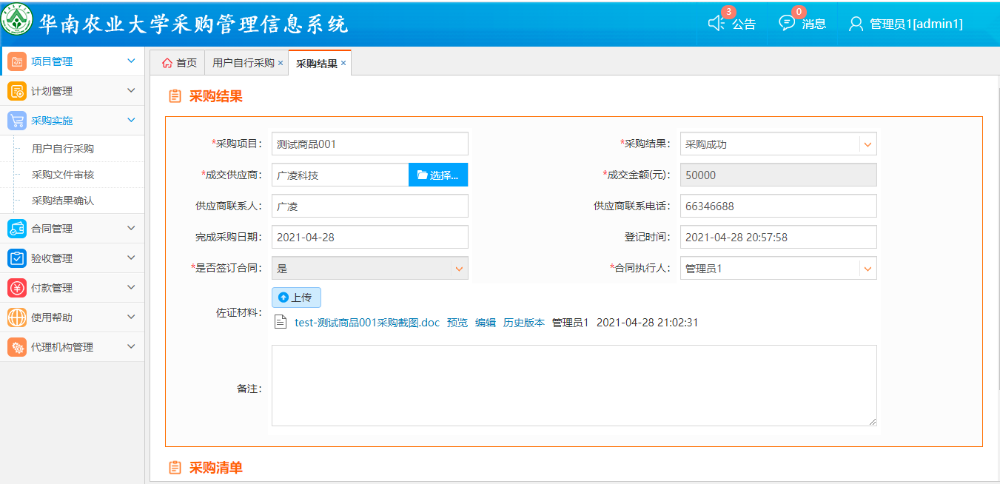 华南农业大学采购管理信息系统
3
公告
0
消息
管理员1[admin1]
项目管理
计划管理
采购实施
用户自行采购
采购文件审核
采购结果确认
合同管理
验收管理
付款管理
使用帮助
代理机构管理
首页
用户自行采购 ×
采购结果 ×
采购结果
*采购项目： 测试商品001
*采购结果： 采购成功
*成交供应商： 广凌科技 选择...
*成交金额(元)： 50000
供应商联系人： 广凌
供应商联系电话： 66346688
完成采购日期： 2021-04-28
登记时间： 2021-04-28 20:57:58
*是否签订合同： 是
*合同执行人： 管理员1
佐证材料：
上传
test-测试商品001采购截图.doc 预览 编辑 历史版本 管理员1 2021-04-28 21:02:31
备注：
采购清单